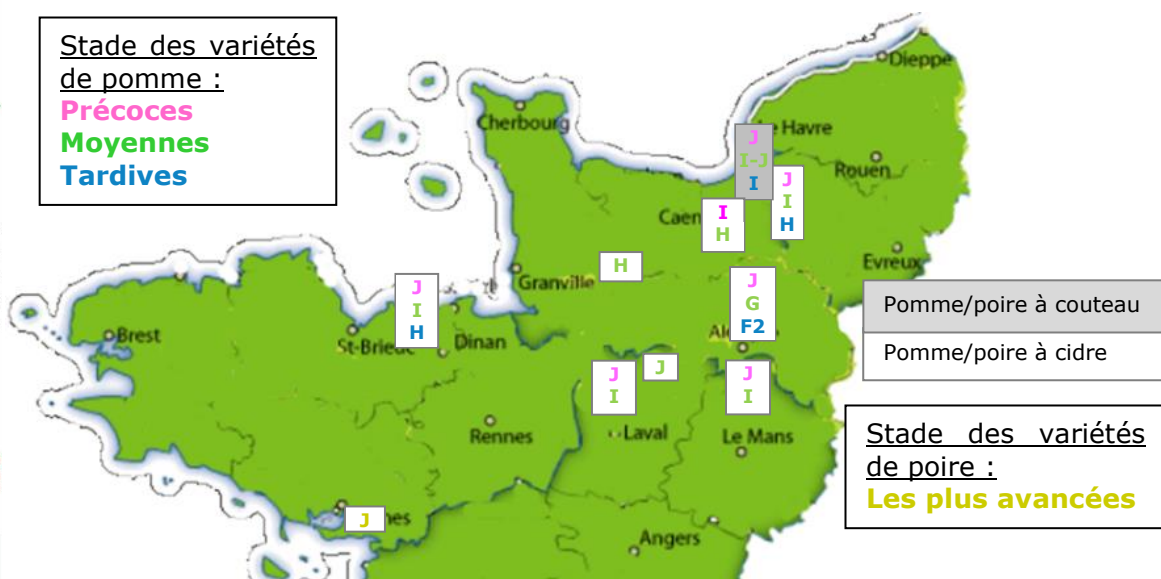 Stade des variétés
de pomme :
Précoces
Moyennes
Tardives
Dieppe
Cherbourg
Le Havre
J
I-J
I
Rouen
J
I
H
Caen
I
H
H
Granville
Evreux
J
I
H
J
G
F2
Pomme/poire à couteau
Pomme/poire à cidre
Brest
St-Brieuc
Dinan
J
I
J
J
I
Rennes
Laval
Le Mans
Stade des variétés
de poire :
Les plus avancées
J
Angers